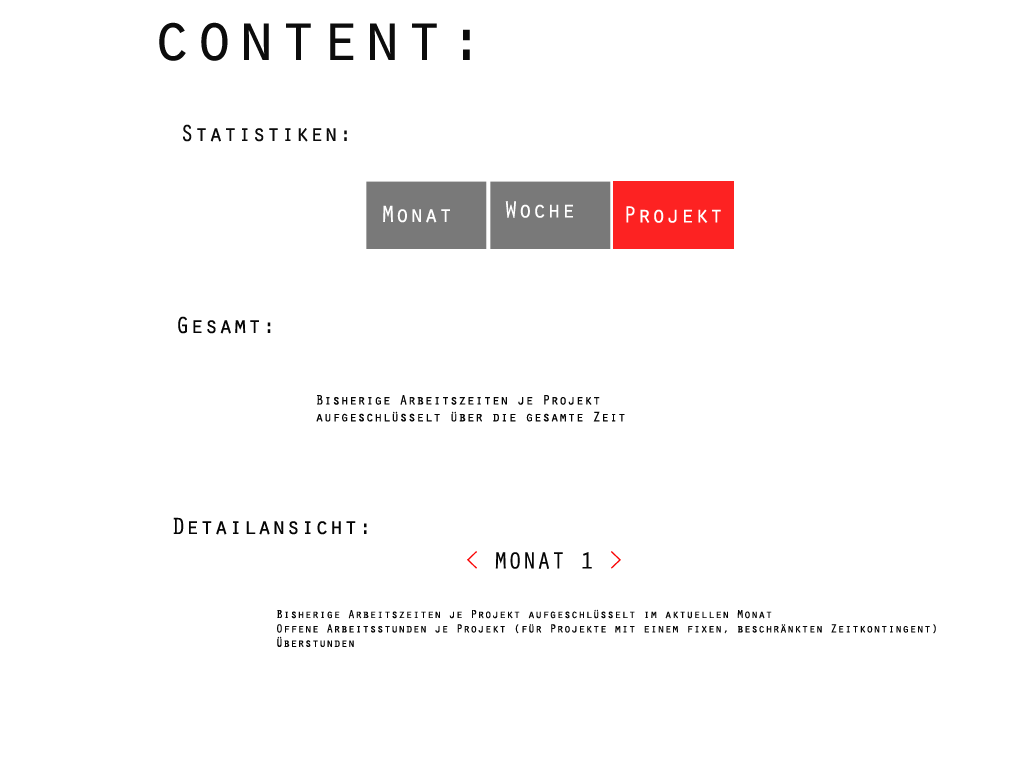 CONTENT:
STATISTIKEN:
MONAT WOCHE PROJEKT
GESAMT:
BISHERIGE ARBEITSZEITEN JE PROJEKT
AUFGESCHLÜSSELT ÜBER DIE GESAMTE ZEIT
DETAILANSICHT:
< MONAT 1 >
BISHERIGE ARBEITSZEITEN JE PROJEKT AUFGESCHLÜSSELT IM AKTUELLEN MONAT
OFFENE ARBEITSSTUNDEN JE PROJEKT (FÜR PROJEKTE MIT EINEM FIXEN, BESCHRÄNKTEN ZEITKONTINGENT)
ÜBERSTUNDEN